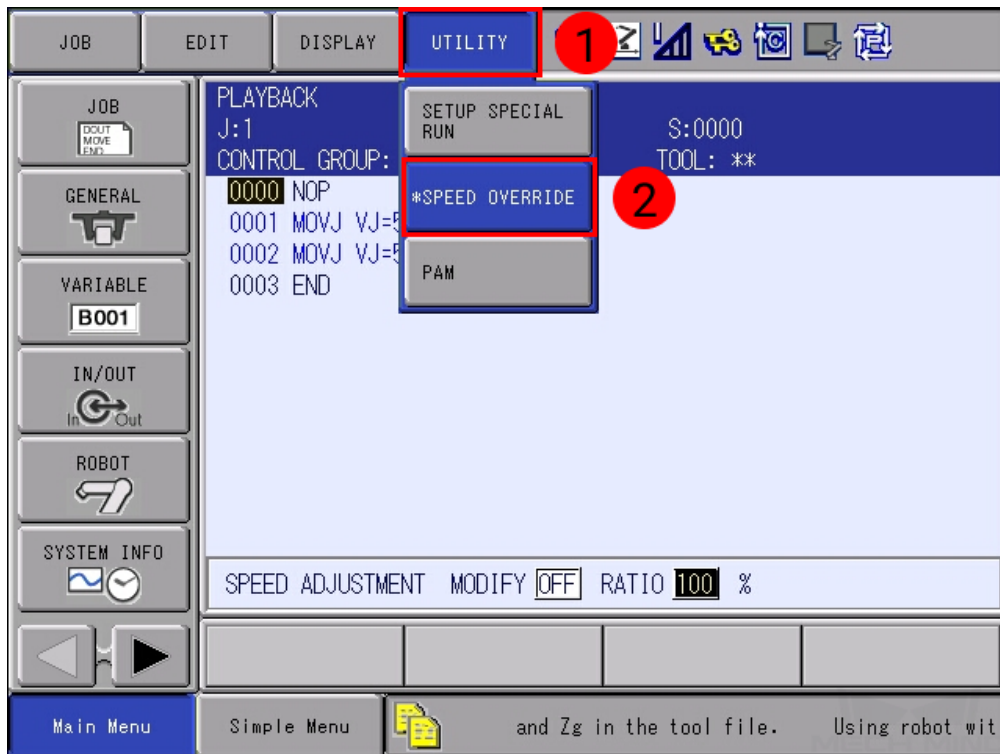 JOB EDIT DISPLAY UTILITY 1
JOB
DOUT
MOVE
END
GENERAL
VARIABLE
B001
IN/OUT
In Out
ROBOT
SYSTEM INFO
PLAYBACK
J:1 S:0000
CONTROL GROUP: TOOL: **
0000 NOP
0001 MOVJ VJ=5
0002 MOVJ VJ=5
0003 END
SETUP SPECIAL
RUN
*SPEED OVERRIDE 2
PAM
SPEED ADJUSTMENT MODIFY OFF RATIO 100 %
Main Menu Simple Menu and Zg in the tool file. Using robot wit